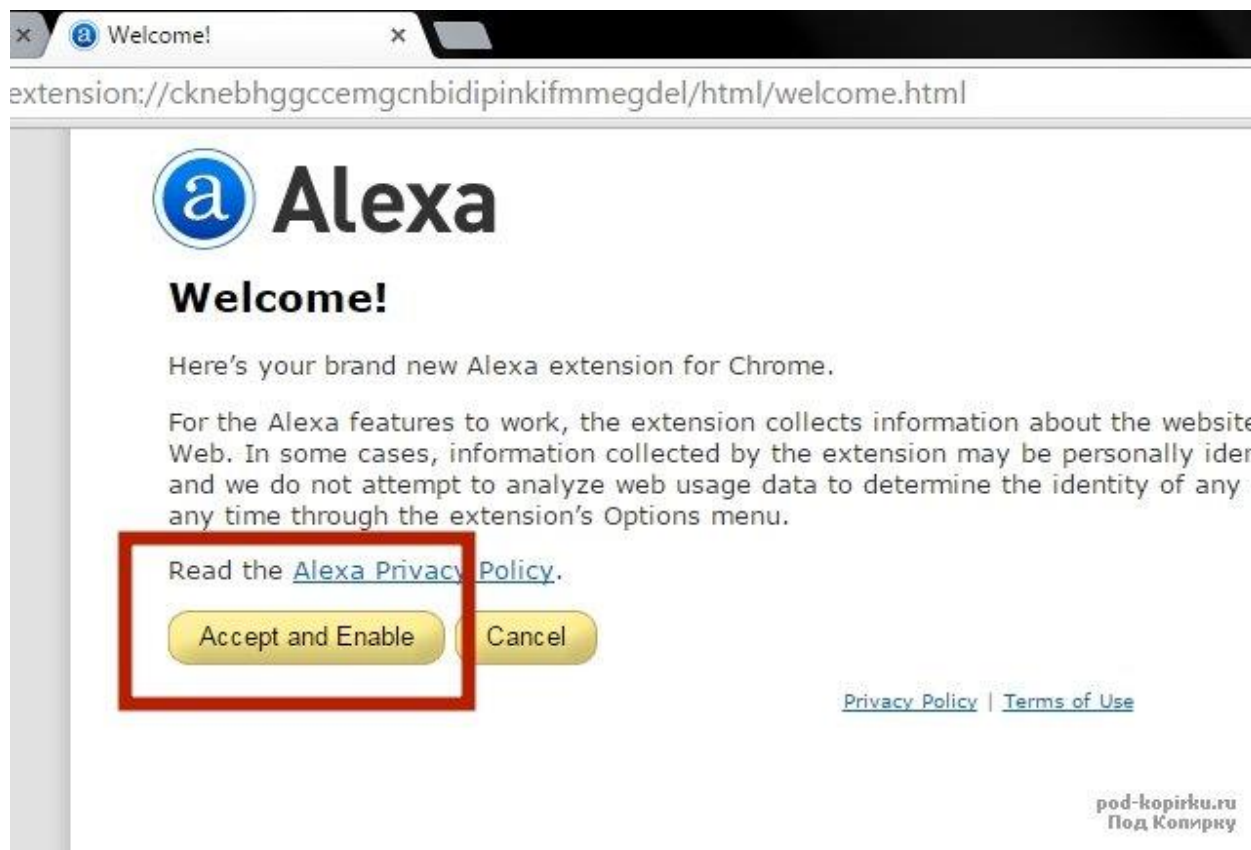 Welcome!
extension://cknebhggccemgcnbidipinkifmmegdel/html/welcome.html
a Alexa
Welcome!
Here's your brand new Alexa extension for Chrome.
For the Alexa features to work, the extension collects information about the website
Web. In some cases, information collected by the extension may be personally iden
and we do not attempt to analyze web usage data to determine the identity of any
any time through the extension's Options menu.
Read the Alexa Privacy Policy.
Accept and Enable Cancel
Privacy Policy | Terms of Use
pod-kopirku.ru
Под Копирку